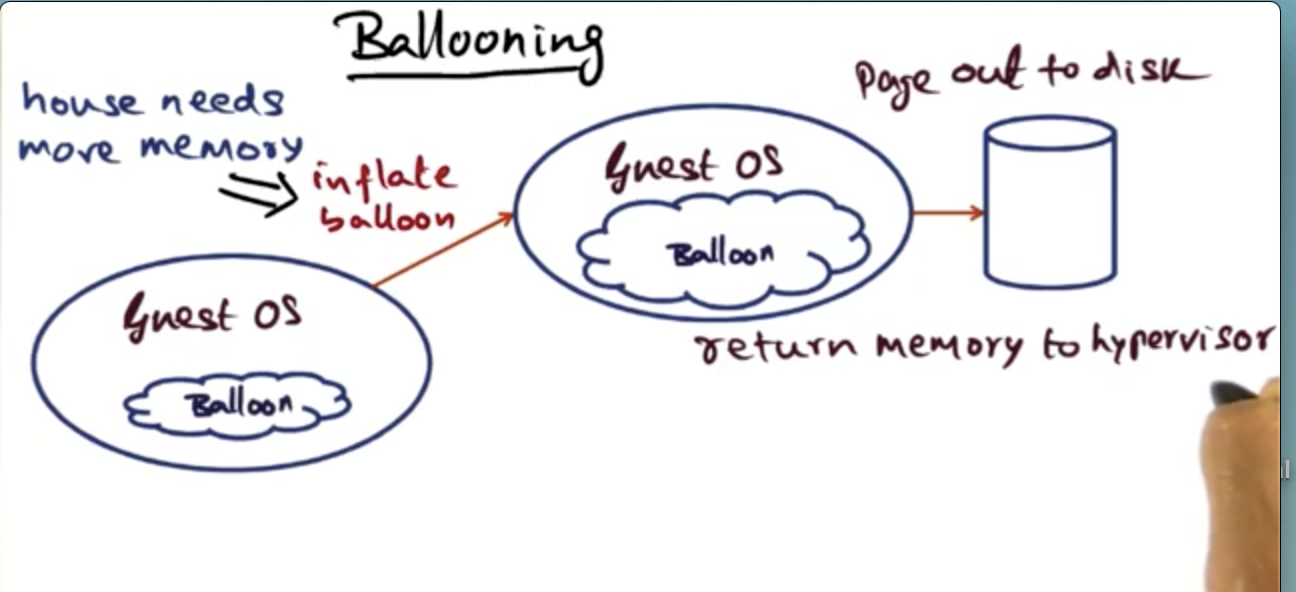 Ballooning
house needs
more memory
inflate
balloon
Guest OS
Balloon
Guest OS
Balloon
Page out to disk
return memory to hypervisor